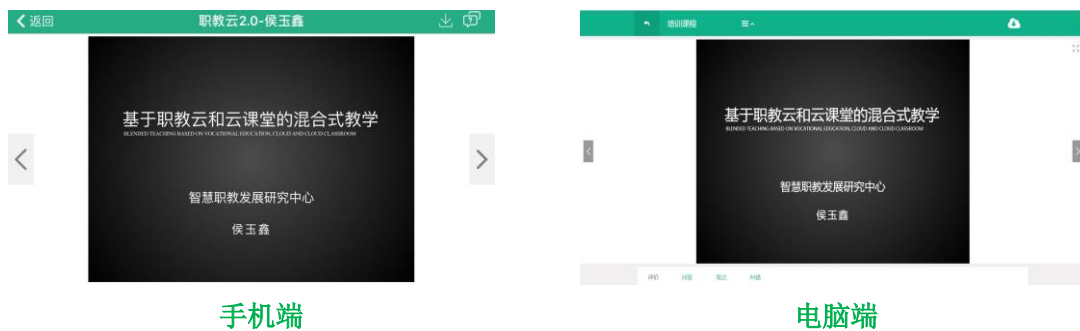 返回
职教云2.0-侯玉鑫
基于职教云和云课堂的混合式教学
BLENDED TEACHING BASED ON VOCATIONAL EDUCATION, CLOUD AND CLOUD CLASSROOM
智慧职教发展研究中心
侯玉鑫
手机端
培训课程
基于职教云和云课堂的混合式教学
BLENDED TEACHING BASED ON VOCATIONAL EDUCATION, CLOUD AND CLOUD CLASSROOM
智慧职教发展研究中心
侯玉鑫
评价 问答 笔记 纠错
电脑端